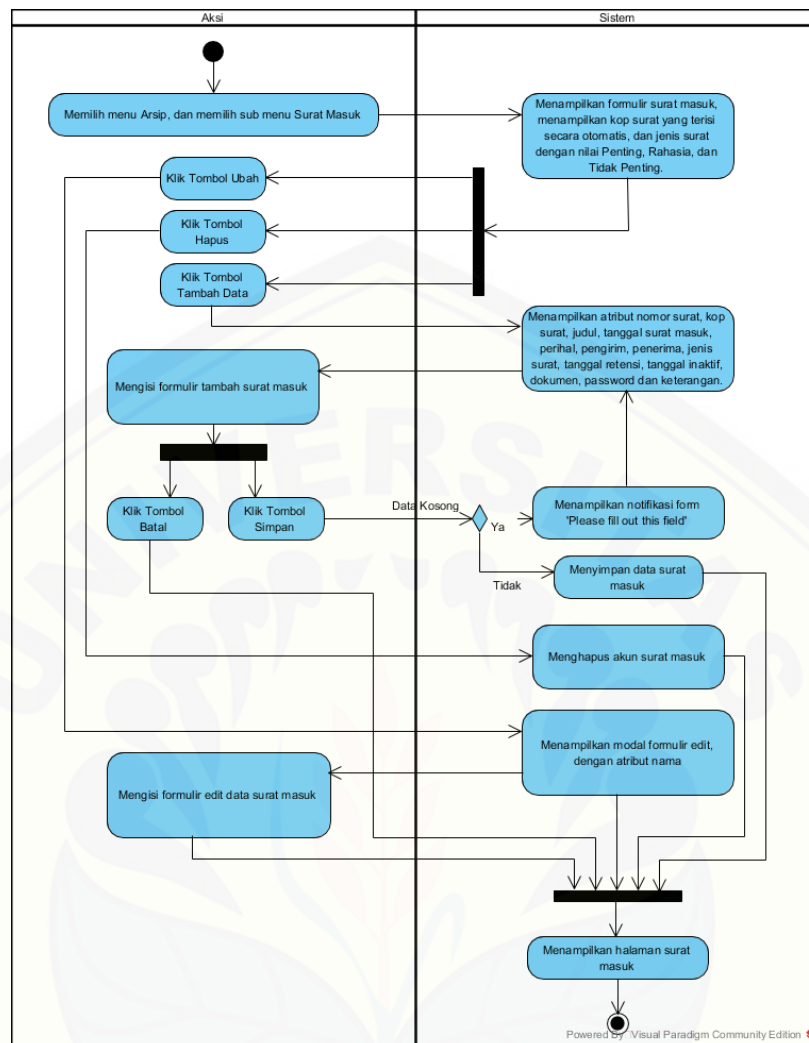 Aksi
Sistem
Memilih menu Arsip, dan memilih sub menu Surat Masuk
Menampilkan formulir surat masuk,
menampilkan kop surat yang terisi
secara otomatis, dan jenis surat
dengan nilai Penting, Rahasia, dan
Tidak Penting.
Klik Tombol Ubah
Klik Tombol
Hapus
Klik Tombol
Tambah Data
Menampilkan atribut nomor surat, kop
surat, judul, tanggal surat masuk,
perihal, pengirim, penerima, jenis
surat, tanggal retensi, tanggal inaktif,
dokumen, password dan keterangan.
Mengisi formulir tambah surat masuk
Klik Tombol
Batal
Klik Tombol
Simpan
Data Kosong
Ya
Menampilkan notifikasi form
"Please fill out this field"
Tidak
Menyimpan data surat
masuk
Menghapus akun surat masuk
Menampilkan modal formulir edit,
dengan atribut nama
Mengisi formulir edit data surat masuk
Menampilkan halaman surat
masuk
Powered By Visual Paradigm Community Edition
UNIVERSITAS